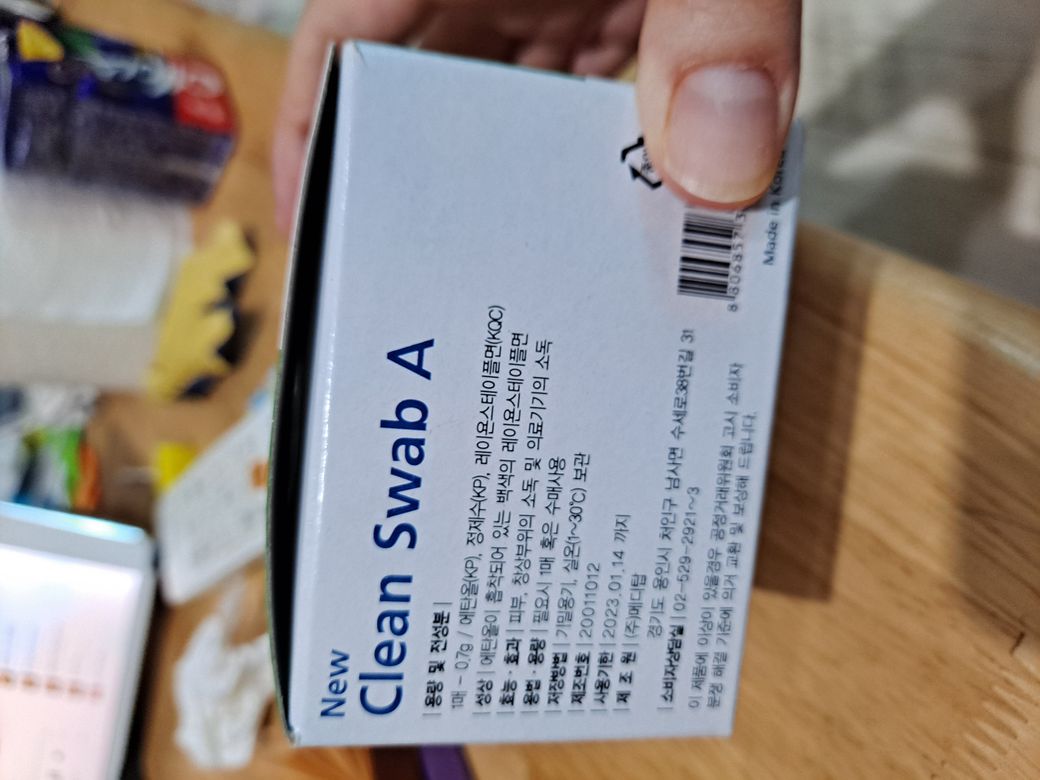 New
Clean Swab A
| 용량 및 전성분 |
1매 - 0.7g / 에탄올(KP), 정제수(KP), 레이욘스테이플면(KQC)
| 성상 | 에탄올이 흡착되어 있는 백색의 레이욘스테이플면
| 효능·효과 | 피부, 창상부위의 소독 및 의료기기의 소독
| 용법·용량 | 필요시 1매 혹은 수매사용
| 저장방법 | 기밀용기, 실온(1~30℃) 보관
| 제조번호 | 20011012
| 사용기한 | 2023.01.14 까지
| 제 조 원 | (주)메디탑
경기도 용인시 처인구 남사면 수세로38번길 31
| 소비자상담실 | 02-529-2921~3
이 제품에 이상이 있을경우 공정거래위원회 고시 소비자
분쟁 해결 기준에 의거 교환 및 보상해 드립니다.
8 806857
Made in Korea